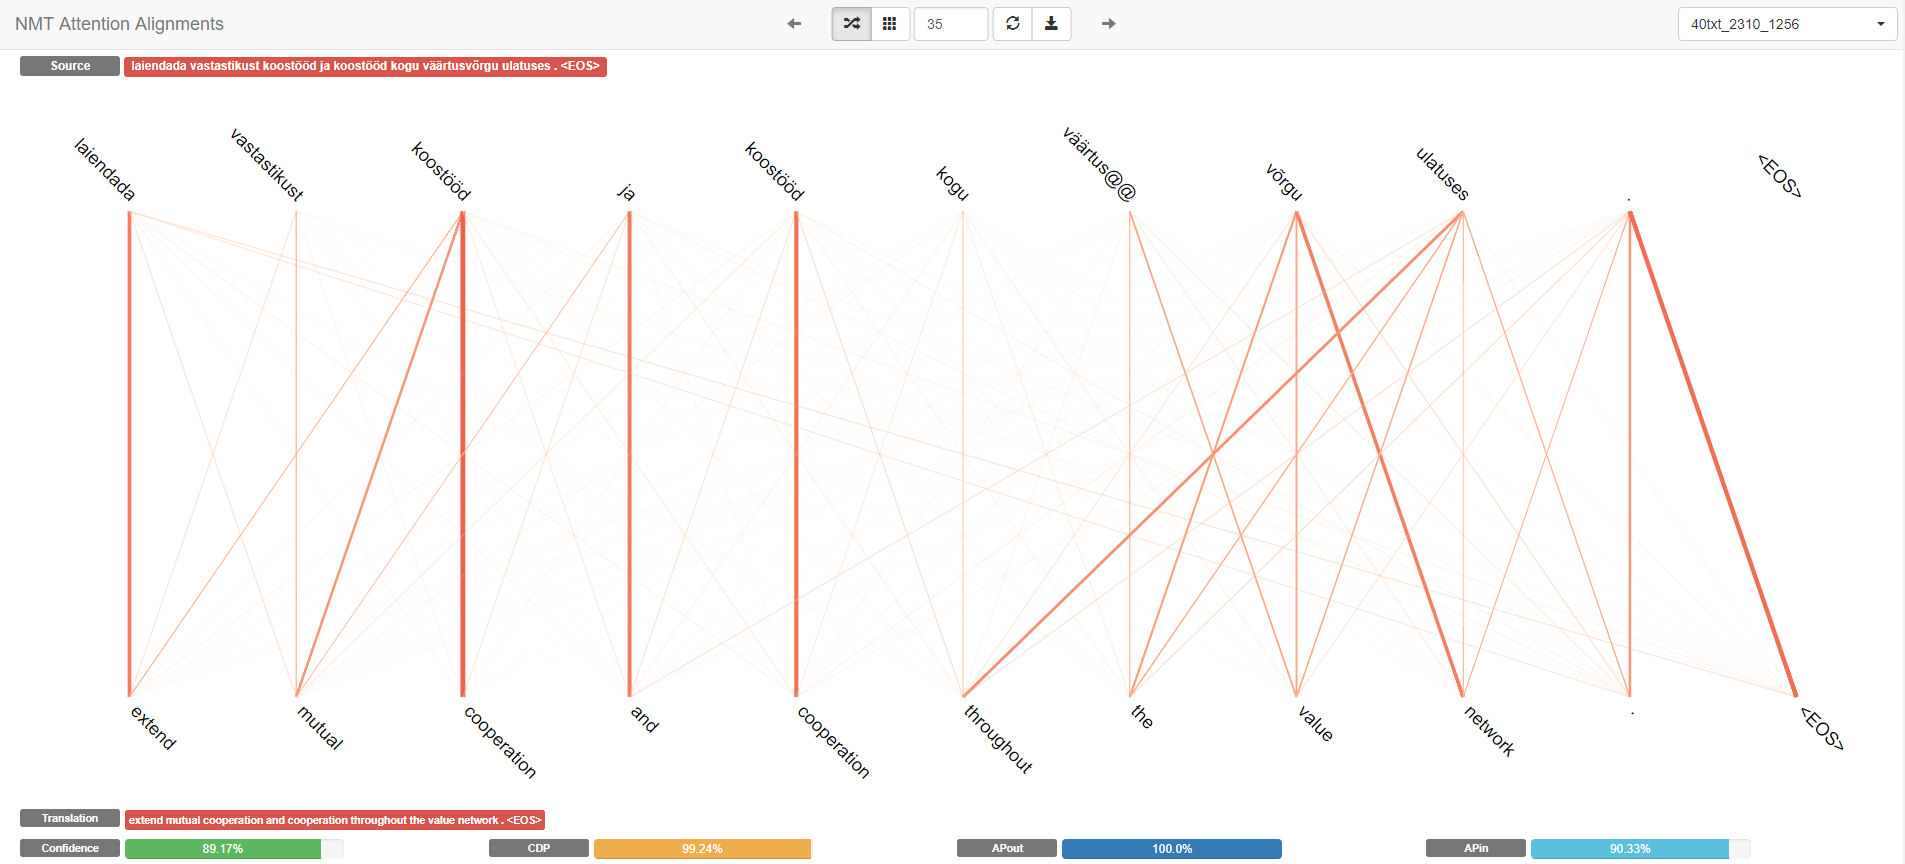 NMT Attention Alignments
35
40txt_2310_1256
Source
laiendada vastastikust koostööd ja koostööd kogu väärtusvõrgu ulatuses . <EOS>
laiendada
vastastikust
koostööd
ja
koostööd
kogu
väärtus@@
võrgu
ulatuses
.
<EOS>
extend
mutual
cooperation
and
cooperation
throughout
the
value
network
.
<EOS>
Translation
extend mutual cooperation and cooperation throughout the value network . <EOS>
Confidence 89.17% CDP 99.24% APout 100.0% APin 90.33%